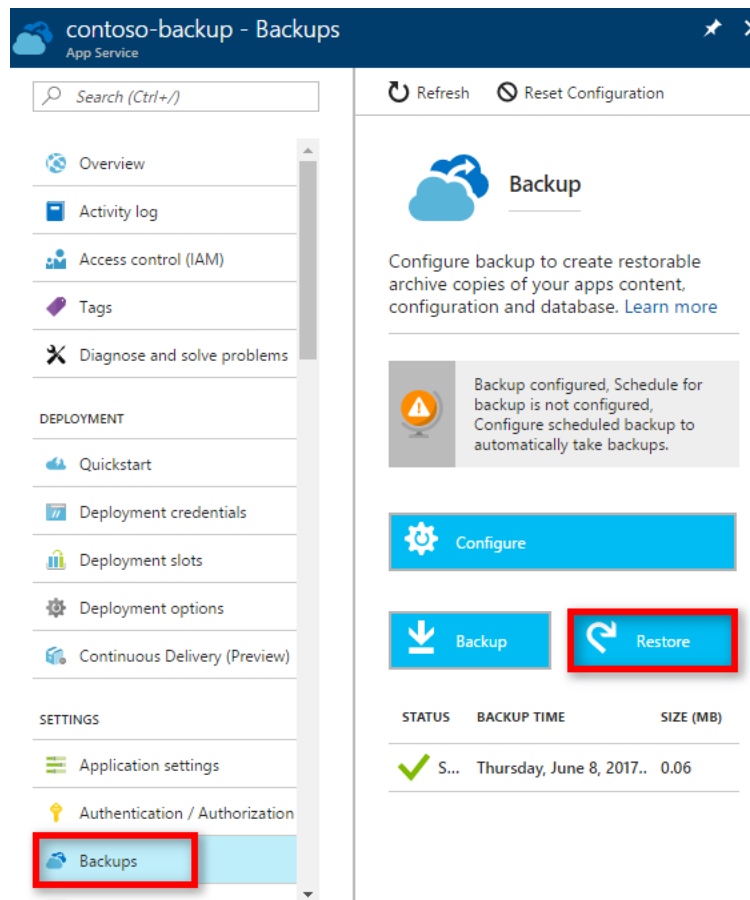 contoso-backup - Backups
App Service
Search (Ctrl+/)
Overview
Activity log
Access control (IAM)
Tags
Diagnose and solve problems
DEPLOYMENT
Quickstart
Deployment credentials
Deployment slots
Deployment options
Continuous Delivery (Preview)
SETTINGS
Application settings
Authentication / Authorization
Backups
Refresh
Reset Configuration
Backup
Configure backup to create restorable
archive copies of your apps content,
configuration and database. Learn more
Backup configured, Schedule for
backup is not configured,
Configure scheduled backup to
automatically take backups.
Configure
Backup
Restore
STATUS BACKUP TIME SIZE (MB)
S... Thursday, June 8, 2017.. 0.06